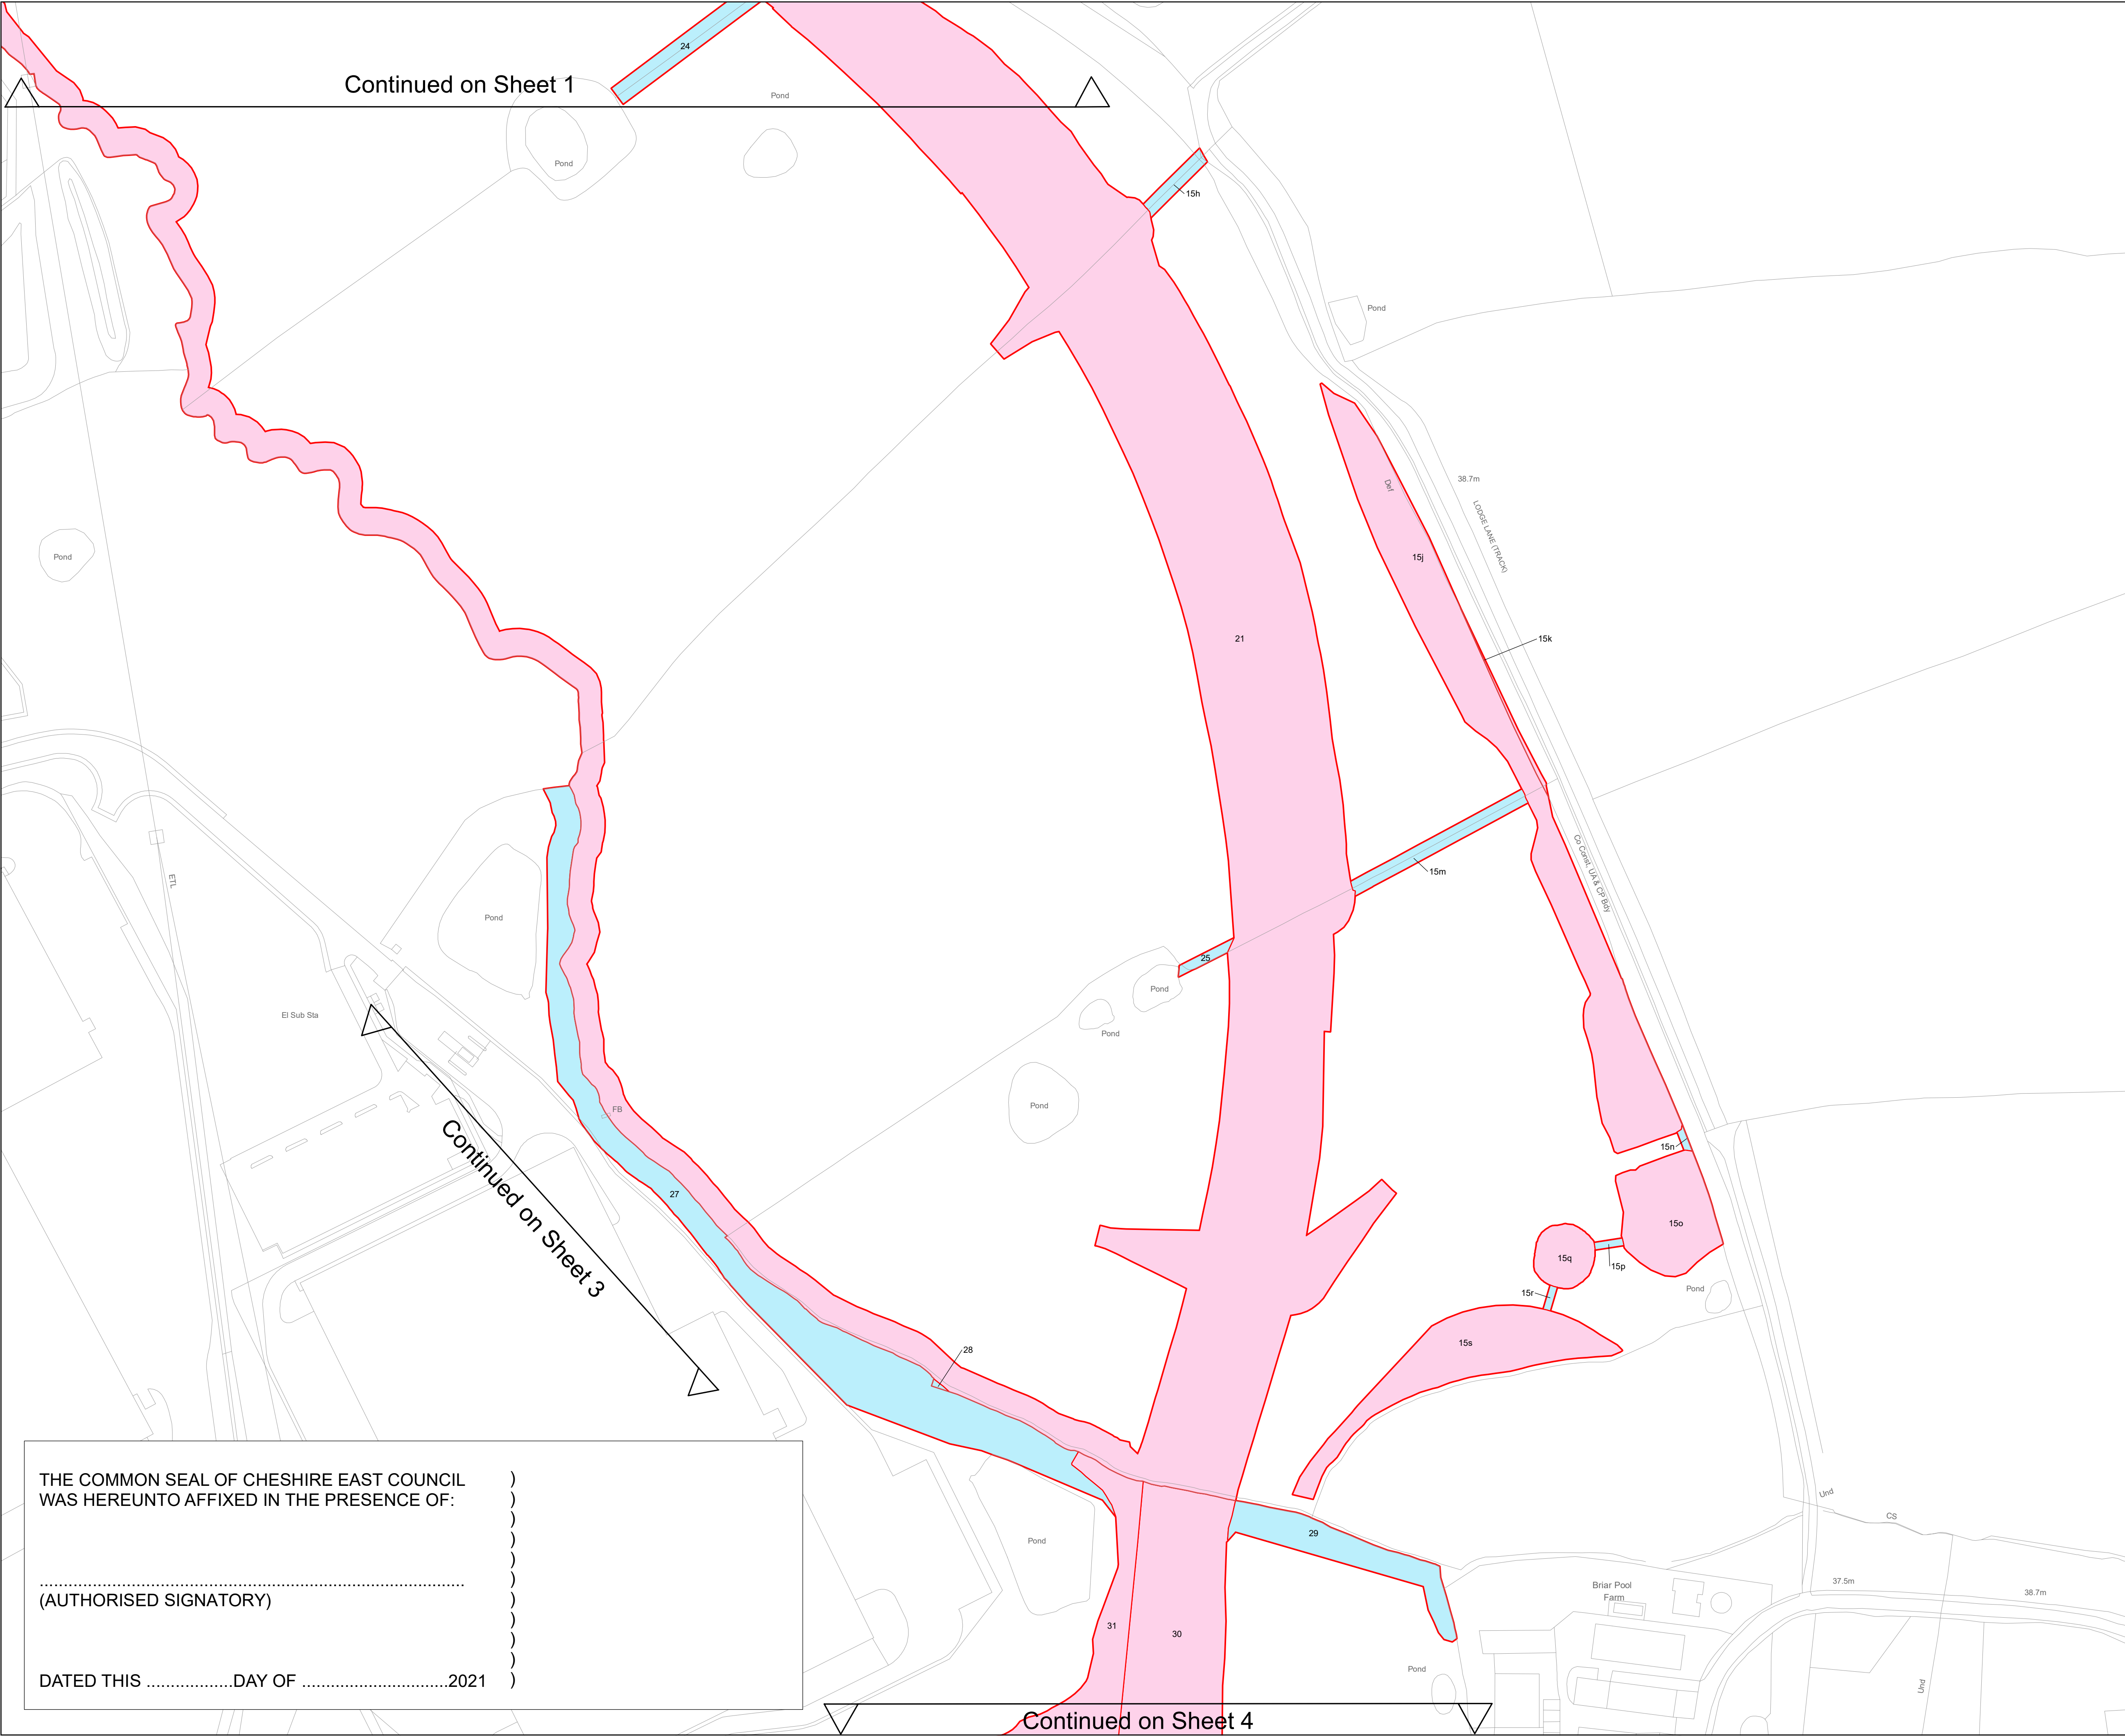 24
Continued on Sheet 1
Pond
Pond
15h
Pond
38.7m
Def
LODGE LANE (TRACK)
15j
Pond
21
15k
Co Const, UA & CP Bdy
15m
ETL
Pond
25
Pond
El Sub Sta
Pond
Pond
FB
Continued on Sheet 3
27
15n
15o
15q
15p
15r
Pond
15s
28
THE COMMON SEAL OF CHESHIRE EAST COUNCIL )
WAS HEREUNTO AFFIXED IN THE PRESENCE OF: )
)
)
)
........................................................................... )
(AUTHORISED SIGNATORY) )
)
)
)
DATED THIS .................DAY OF .............................2021 )
Und
CS
29
Pond
Briar Pool
Farm
37.5m
38.7m
31
30
Pond
Und
Continued on Sheet 4